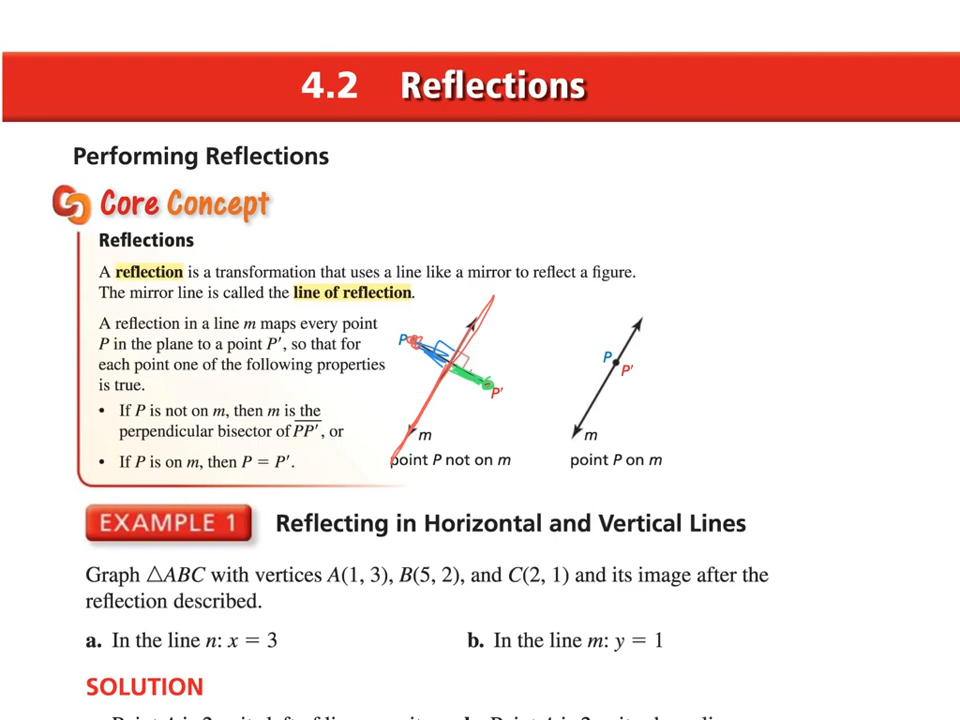 4.2 Reflections
Performing Reflections
Core Concept
Reflections
A reflection is a transformation that uses a line like a mirror to reflect a figure.
The mirror line is called the line of reflection.
A reflection in a line m maps every point
P in the plane to a point P′, so that for
each point one of the following properties
is true.
• If P is not on m, then m is the
perpendicular bisector of PP′, or
• If P is on m, then P = P′.
P
P′
m
point P not on m
P
P′
m
point P on m
EXAMPLE 1 Reflecting in Horizontal and Vertical Lines
Graph △ABC with vertices A(1, 3), B(5, 2), and C(2, 1) and its image after the
reflection described.
a. In the line n: x = 3
b. In the line m: y = 1
SOLUTION